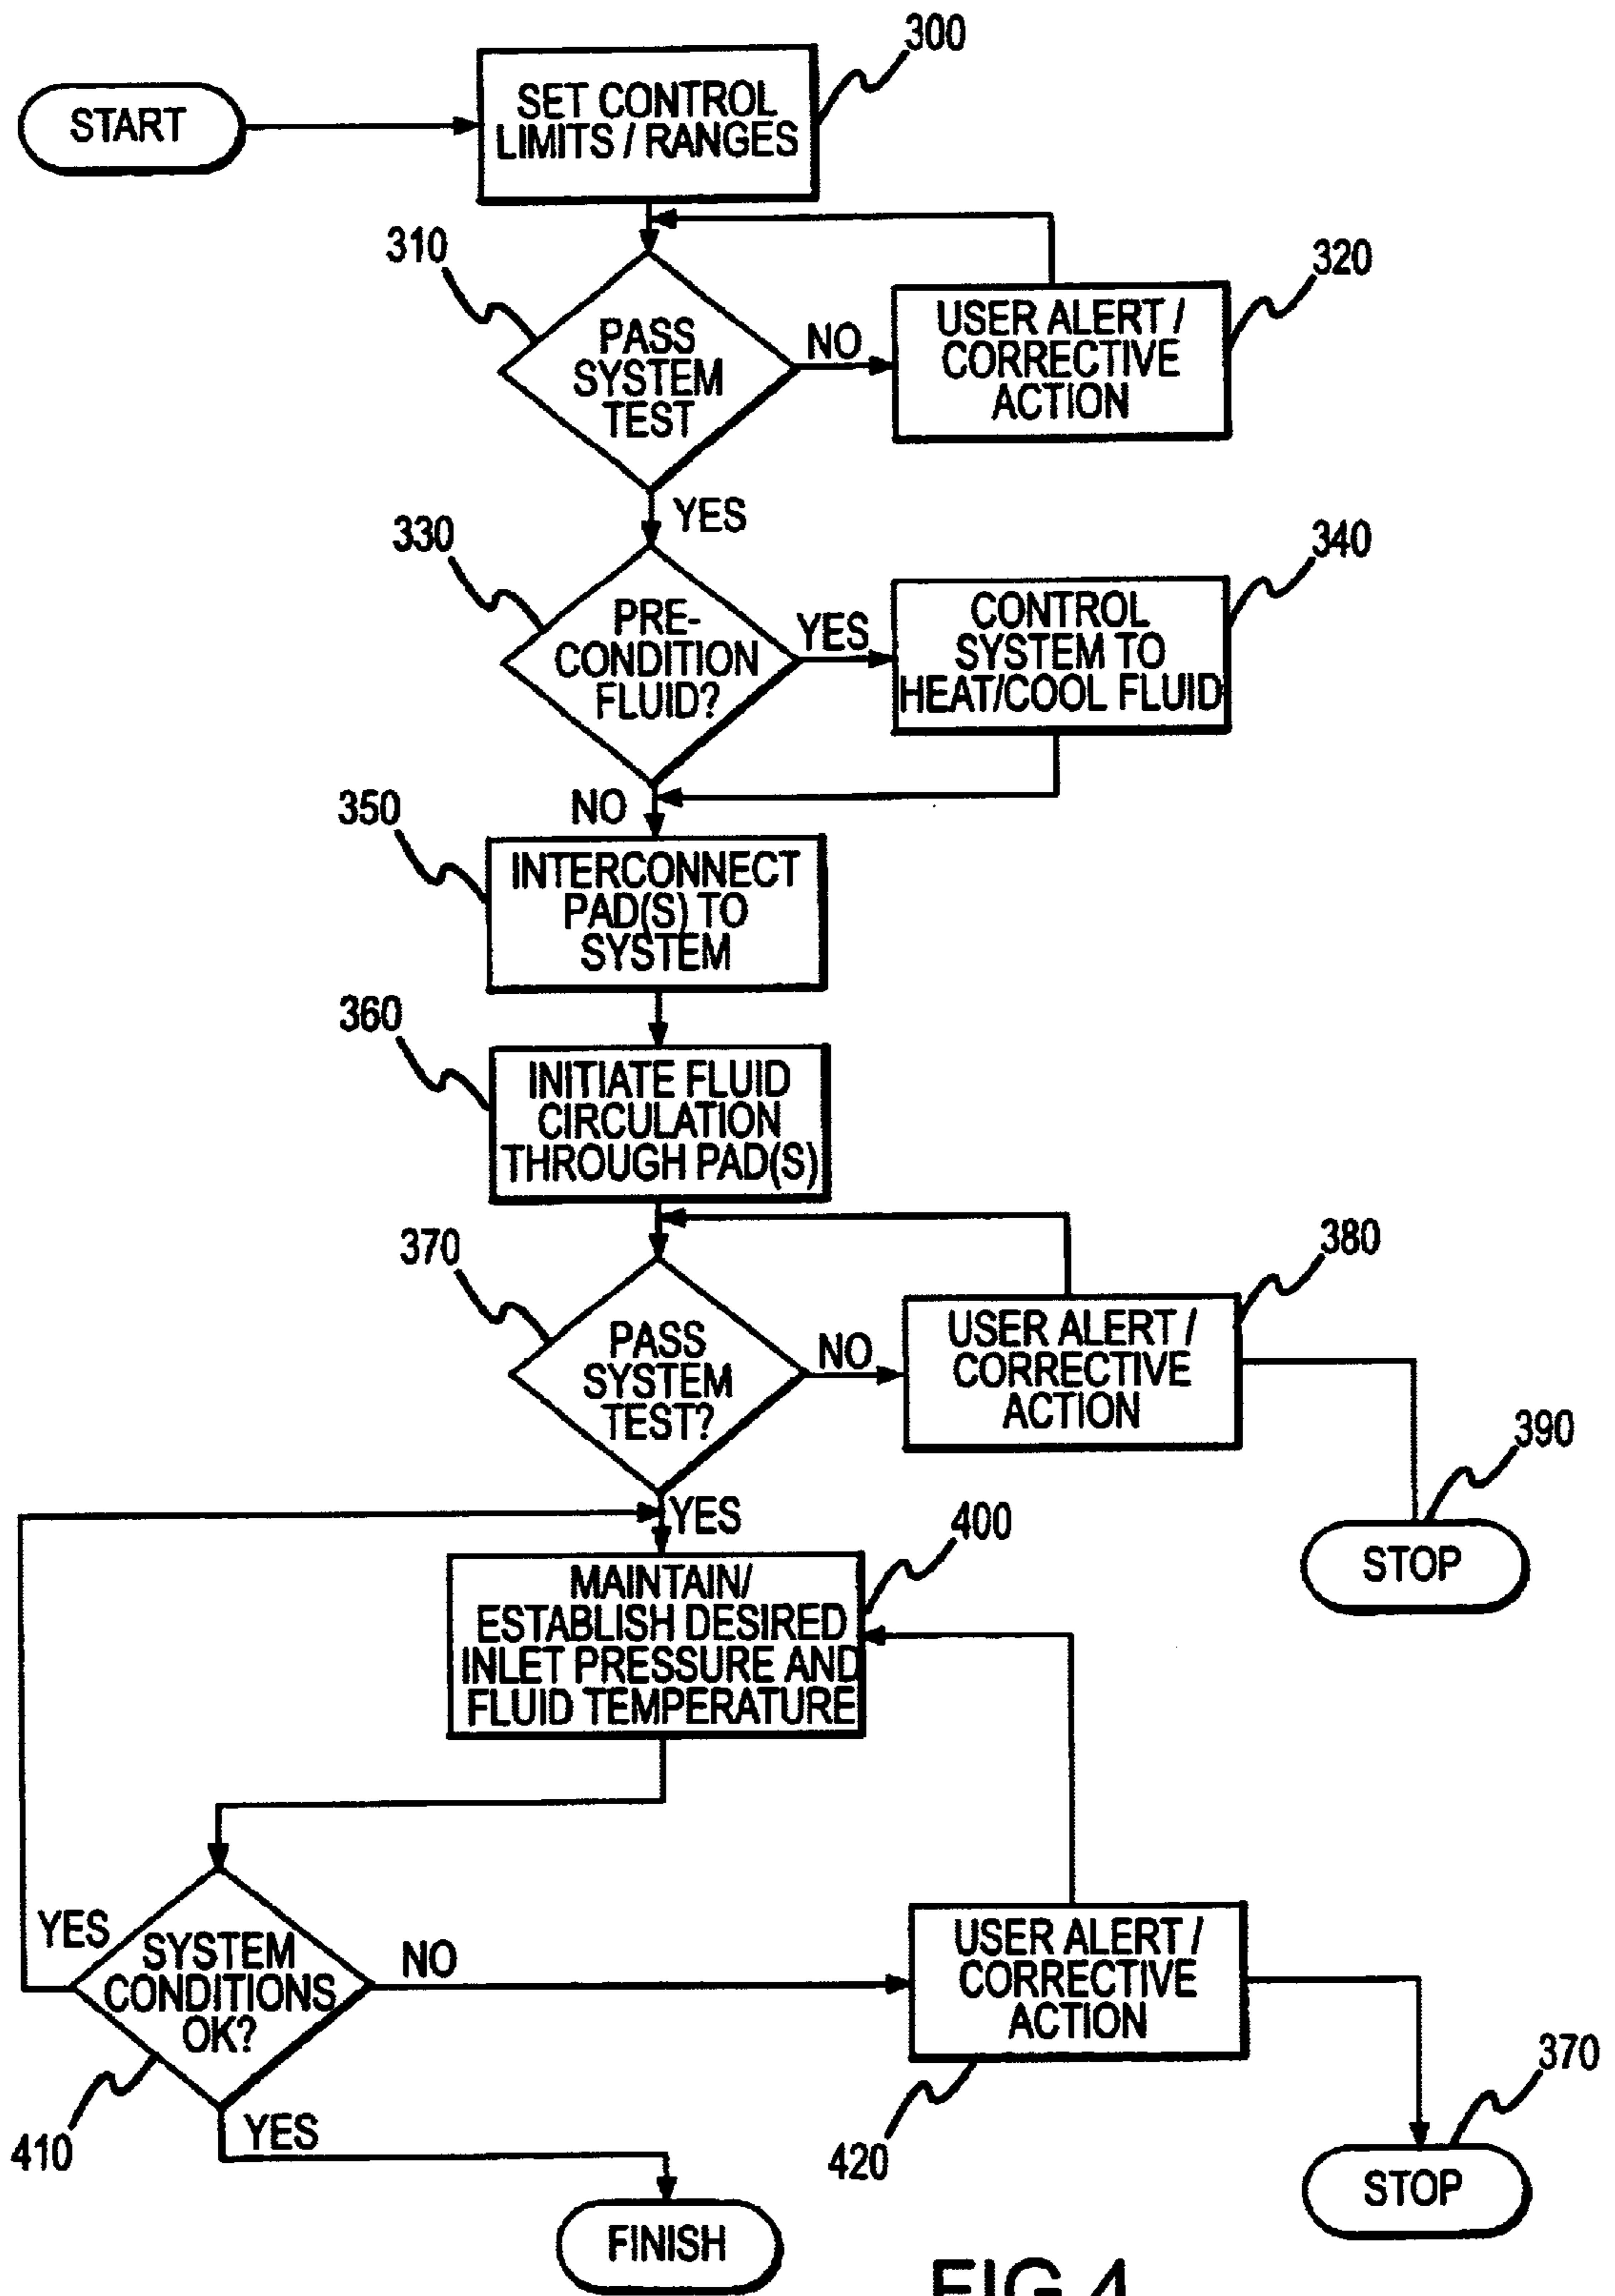 300
START
SET CONTROL
LIMITS / RANGES
310
320
PASS
SYSTEM
TEST
NO
USER ALERT /
CORRECTIVE
ACTION
YES
330
340
PRE-
CONDITION
FLUID?
YES
CONTROL
SYSTEM TO
HEAT/COOL FLUID
NO
350
INTERCONNECT
PAD(S) TO
SYSTEM
360
INITIATE FLUID
CIRCULATION
THROUGH PAD(S)
370
380
PASS
SYSTEM
TEST?
NO
USER ALERT /
CORRECTIVE
ACTION
390
STOP
YES
400
MAINTAIN/
ESTABLISH DESIRED
INLET PRESSURE AND
FLUID TEMPERATURE
YES
SYSTEM
CONDITIONS
OK?
NO
USER ALERT /
CORRECTIVE
ACTION
410
YES
420
370
STOP
FINISH
FIG.4